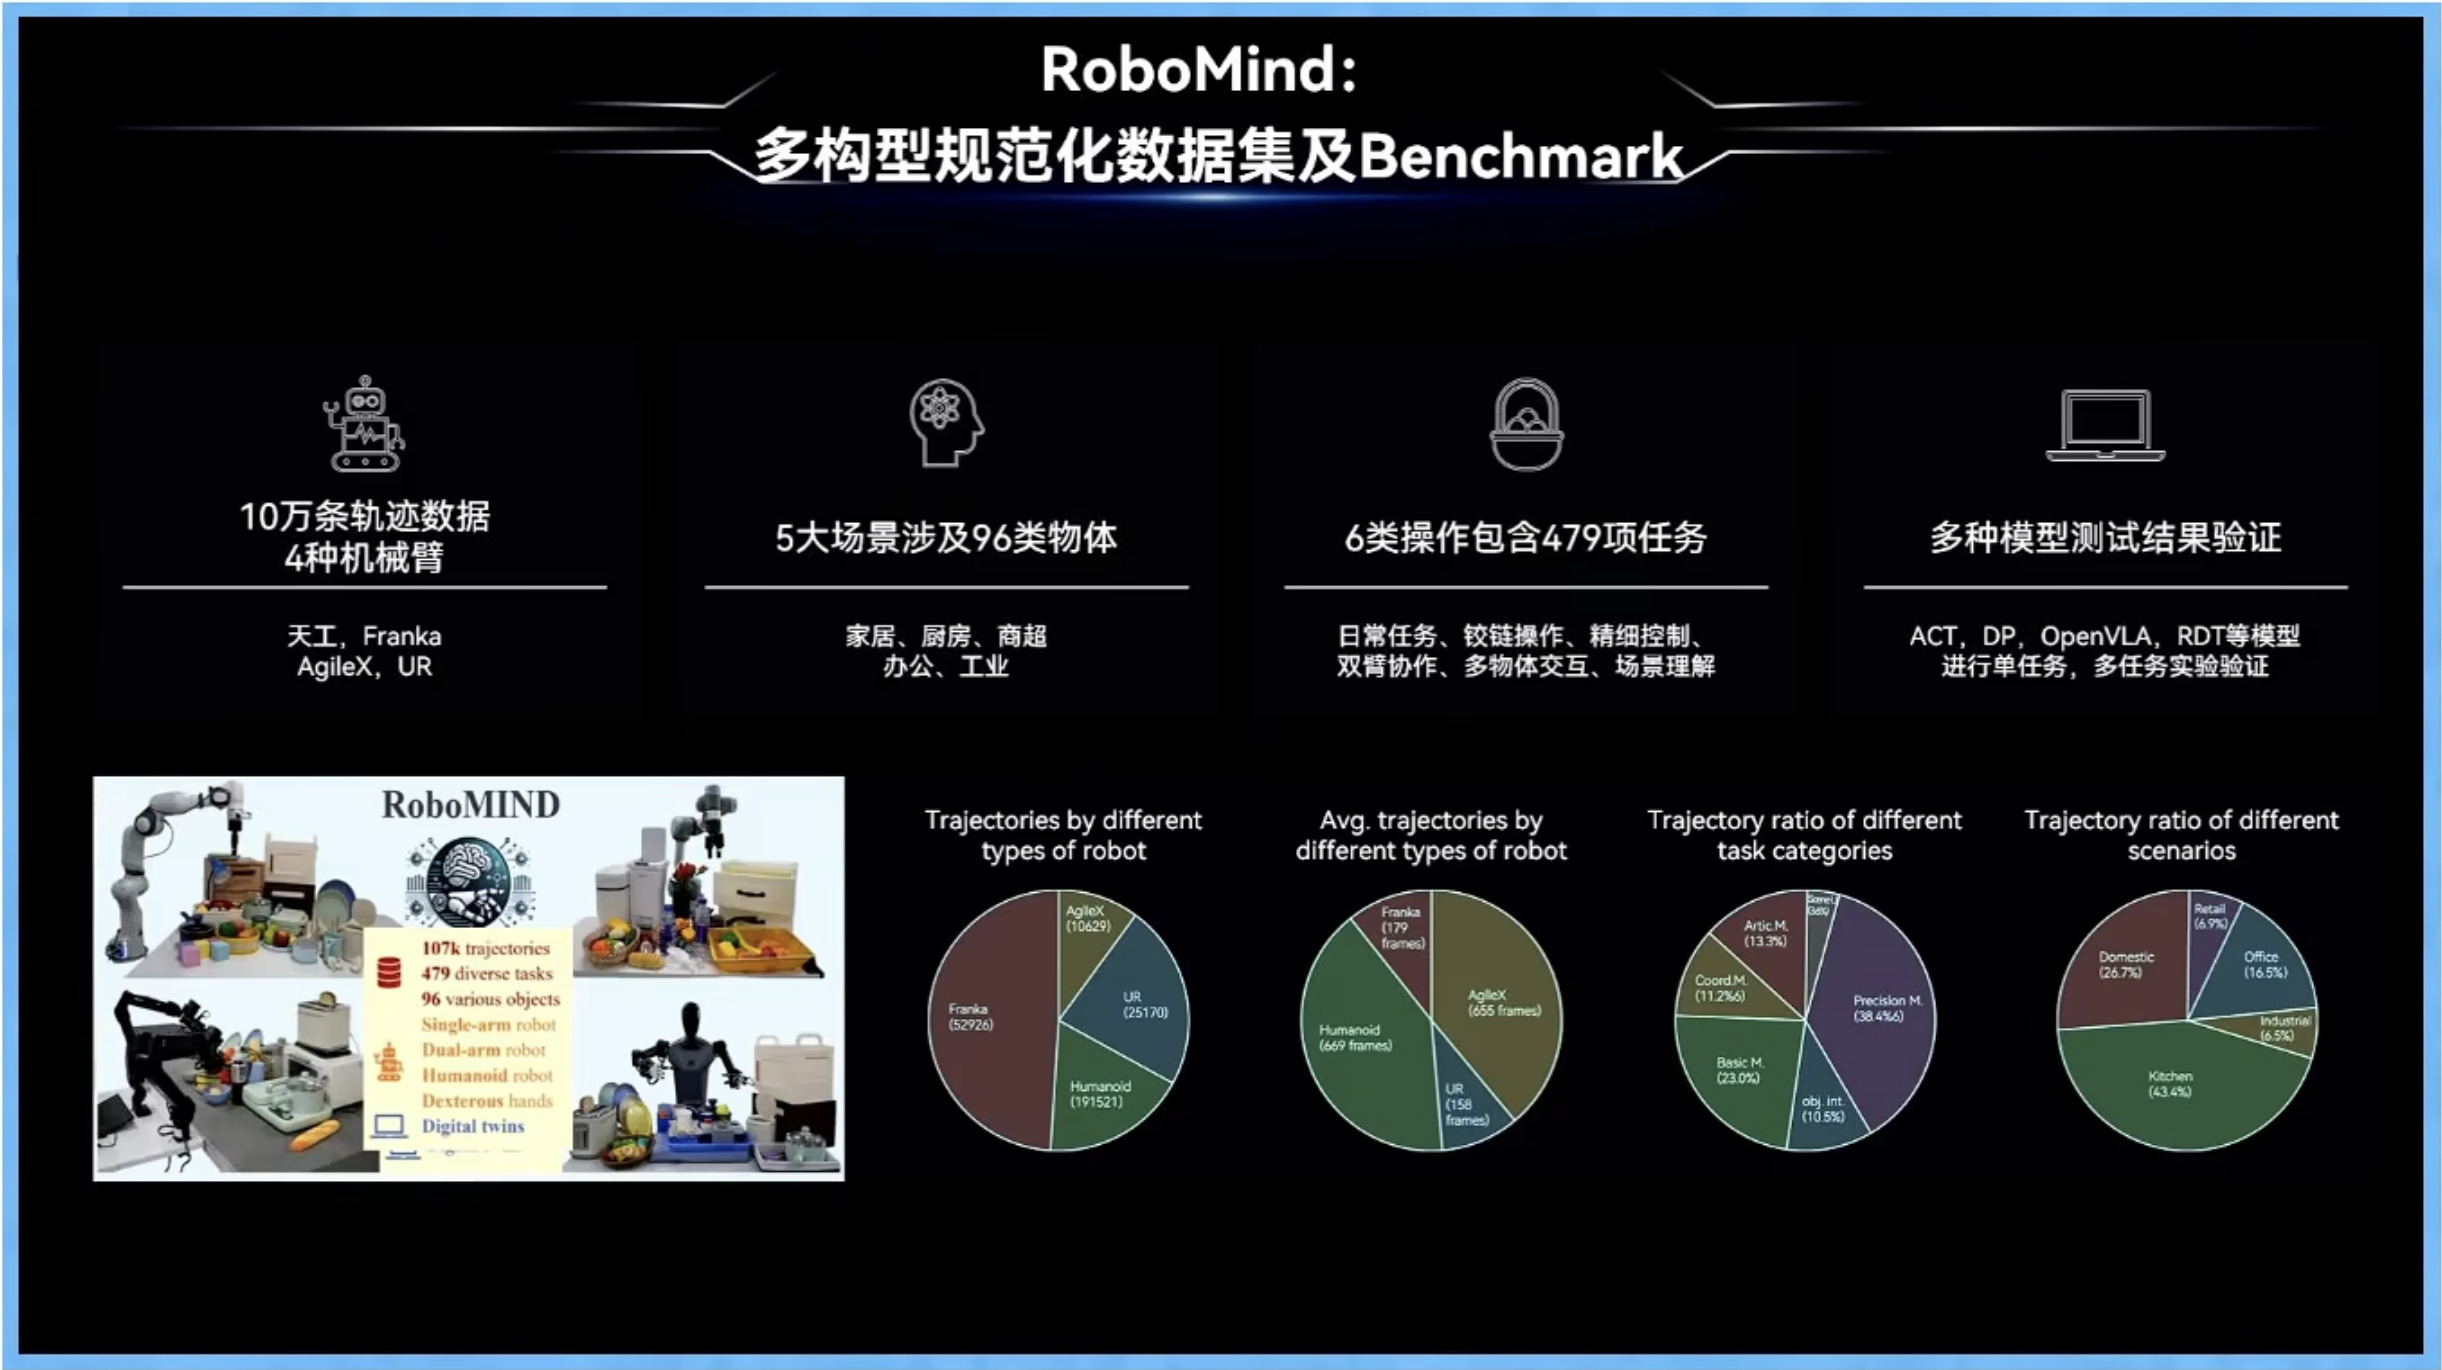 RoboMind：
多构型规范化数据集及Benchmark
10万条轨迹数据
4种机械臂
天工，Franka
AgileX，UR
5大场景涉及96类物体
家居、厨房、商超
办公、工业
6类操作包含479项任务
日常任务、铰链操作、精细控制、
双臂协作、多物体交互、场景理解
多种模型测试结果验证
ACT，DP，OpenVLA，RDT等模型
进行单任务，多任务实验验证
RoboMIND
107k trajectories
479 diverse tasks
96 various objects
Single-arm robot
Dual-arm robot
Humanoid robot
Dexterous hands
Digital twins
Trajectories by different
types of robot
AgileX
(10629)
UR
(25170)
Humanoid
(191521)
Franka
(52926)
Avg. trajectories by
different types of robot
Franka
(179
frames)
AgileX
(655 frames)
Humanoid
(669 frames)
UR
(158
frames)
Trajectory ratio of different
task categories
Artic.M.
(13.3%)
Coord.M.
(11.2%6)
Precision M.
(38.4%6)
Basic M.
(23.0%)
obj. int.
(10.5%)
Trajectory ratio of different
scenarios
Retail
(6.9%)
Domestic
(26.7%)
Office
(16.5%)
Industrial
(6.5%)
Kitchen
(43.4%)